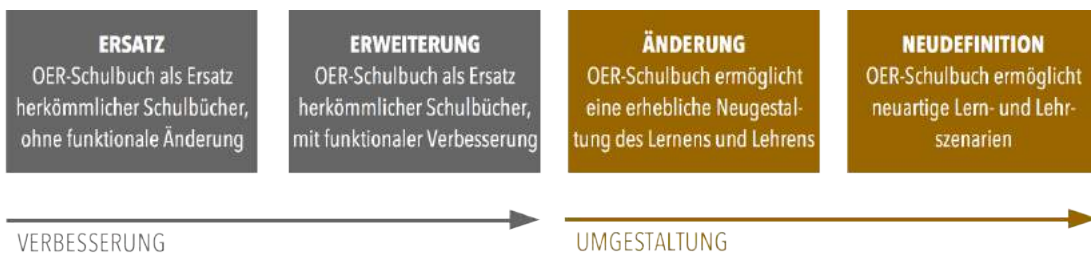 ERSATZ
OER-Schulbuch als Ersatz
herkömmlicher Schulbücher,
ohne funktionale Änderung
ERWEITERUNG
OER-Schulbuch als Ersatz
herkömmlicher Schulbücher,
mit funktionaler Verbesserung
ÄNDERUNG
OER-Schulbuch ermöglicht
eine erhebliche Neugestal-
tung des Lernens und Lehrens
NEUDEFINITION
OER-Schulbuch ermöglicht
neuartige Lern- und Lehr-
szenarien
VERBESSERUNG
UMGESTALTUNG